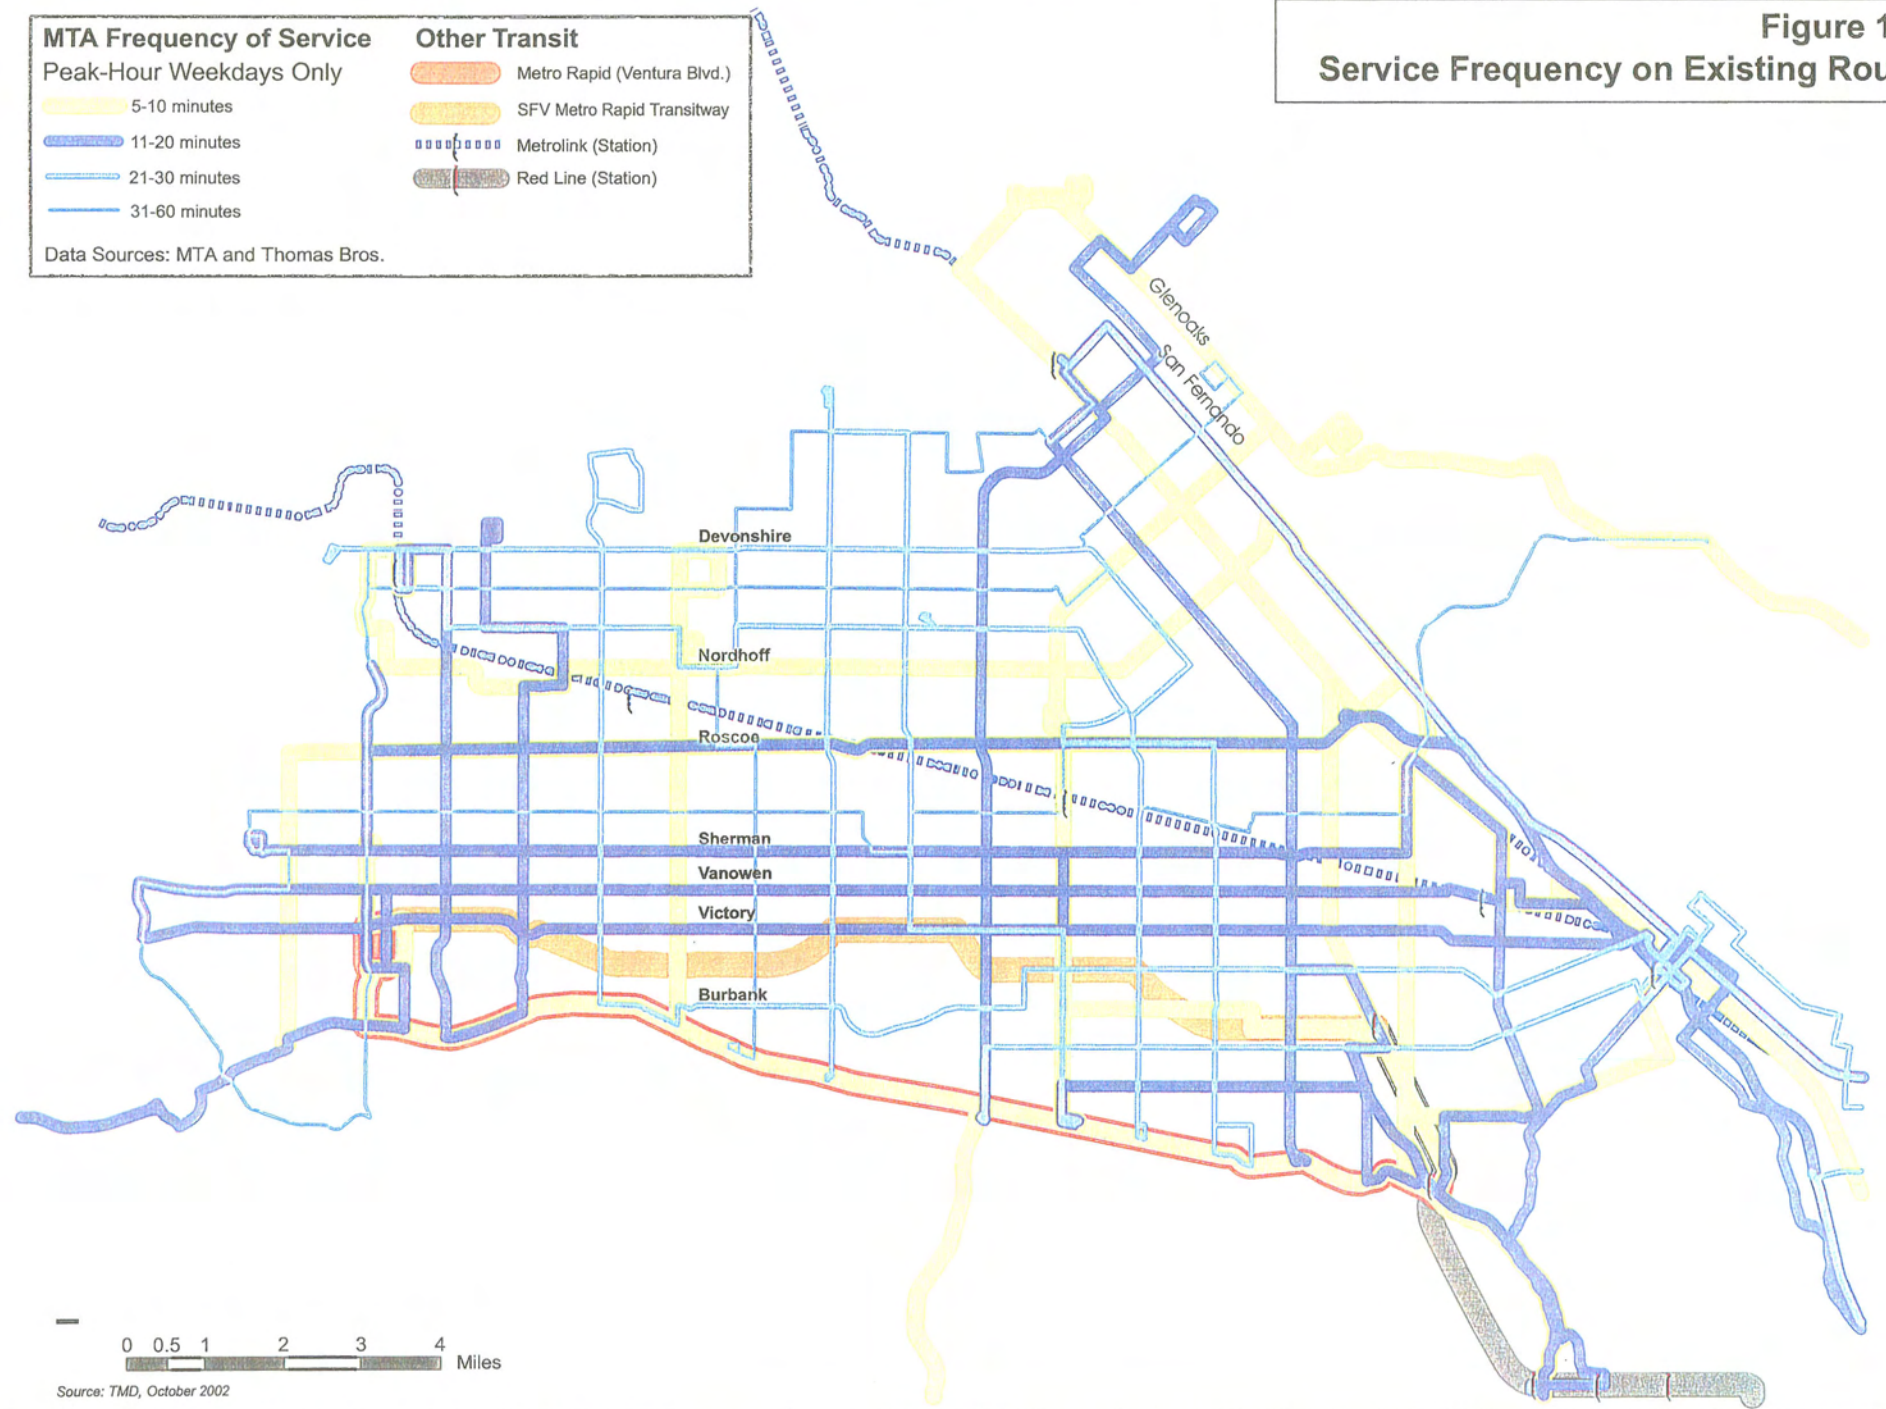 MTA Frequency of Service
Peak-Hour Weekdays Only
5-10 minutes
11-20 minutes
21-30 minutes
31-60 minutes
Data Sources: MTA and Thomas Bros.
Other Transit
Metro Rapid (Ventura Blvd.)
SFV Metro Rapid Transitway
Metrolink (Station)
Red Line (Station)
Figure 1
Service Frequency on Existing Rou
Glenoaks
San Fernando
Devonshire
Nordhoff
Roscoe
Sherman
Vanowen
Victory
Burbank
0 0.5 1 2 3 4 Miles
Source: TMD, October 2002